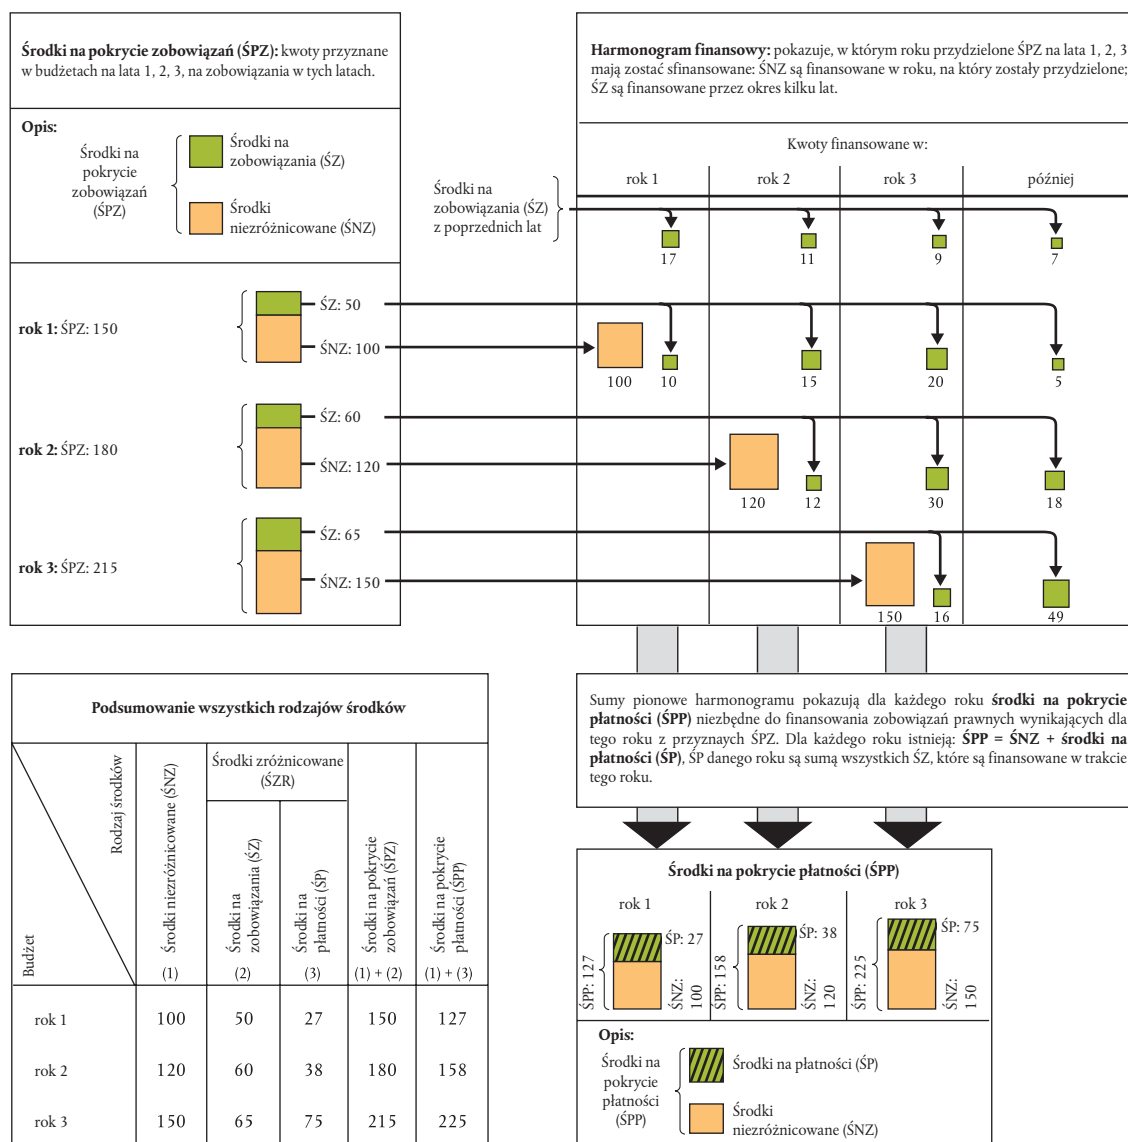 Środki na pokrycie zobowiązań (ŚPZ): kwoty przyznane
w budżetach na lata 1, 2, 3, na zobowiązania w tych latach.
Opis:
Środki na
pokrycie
zobowiązań
(ŚPZ)
Środki na
zobowiązania (ŚZ)
Środki
niezróżnicowane (ŚNZ)
rok 1: ŚPZ: 150
ŚZ: 50
ŚNZ: 100
rok 2: ŚPZ: 180
ŚZ: 60
ŚNZ: 120
rok 3: ŚPZ: 215
ŚZ: 65
ŚNZ: 150
Harmonogram finansowy: pokazuje, w którym roku przydzielone ŚPZ na lata 1, 2, 3
mają zostać sfinansowane: ŚNZ są finansowane w roku, na który zostały przydzielone;
ŚZ są finansowane przez okres kilku lat.
Kwoty finansowane w:
rok 1 rok 2 rok 3 później
Środki na
zobowiązania (ŚZ)
z poprzednich lat
17 11 9 7
100 10 15 20 5
120 12 30 18
150 16 49
Sumy pionowe harmonogramu pokazują dla każdego roku środki na pokrycie
płatności (ŚPP) niezbędne do finansowania zobowiązań prawnych wynikających dla
tego roku z przyznych ŚPZ. Dla każdego roku istnieją: ŚPP = ŚNZ + środki na
płatności (ŚP), ŚP danego roku są sumą wszystkich ŚZ, które są finansowane w trakcie
tego roku.
Podsumowanie wszystkich rodzajów środków
Rodzaj środków
Budżet
Środki niezróżnicowane (ŚNZ)
(1)
Środki zróżnicowane
(ŚZR)
Środki na
zobowiązania (ŚZ)
(2)
Środki na
płatności (ŚP)
(3)
Środki na pokrycie
zobowiązań (ŚPZ)
(1) + (2)
Środki na pokrycie
płatności (ŚPP)
(1) + (3)
rok 1 100 50 27 150 127
rok 2 120 60 38 180 158
rok 3 150 65 75 215 225
Środki na pokrycie płatności (ŚPP)
rok 1
ŚPP: 127
ŚP: 27
ŚNZ:
100
rok 2
ŚPP: 158
ŚP: 38
ŚNZ:
120
rok 3
ŚPP: 225
ŚP: 75
ŚNZ:
150
Opis:
Środki na
pokrycie
płatności
(ŚPP)
Środki na płatności (ŚP)
Środki
niezróżnicowane (ŚNZ)